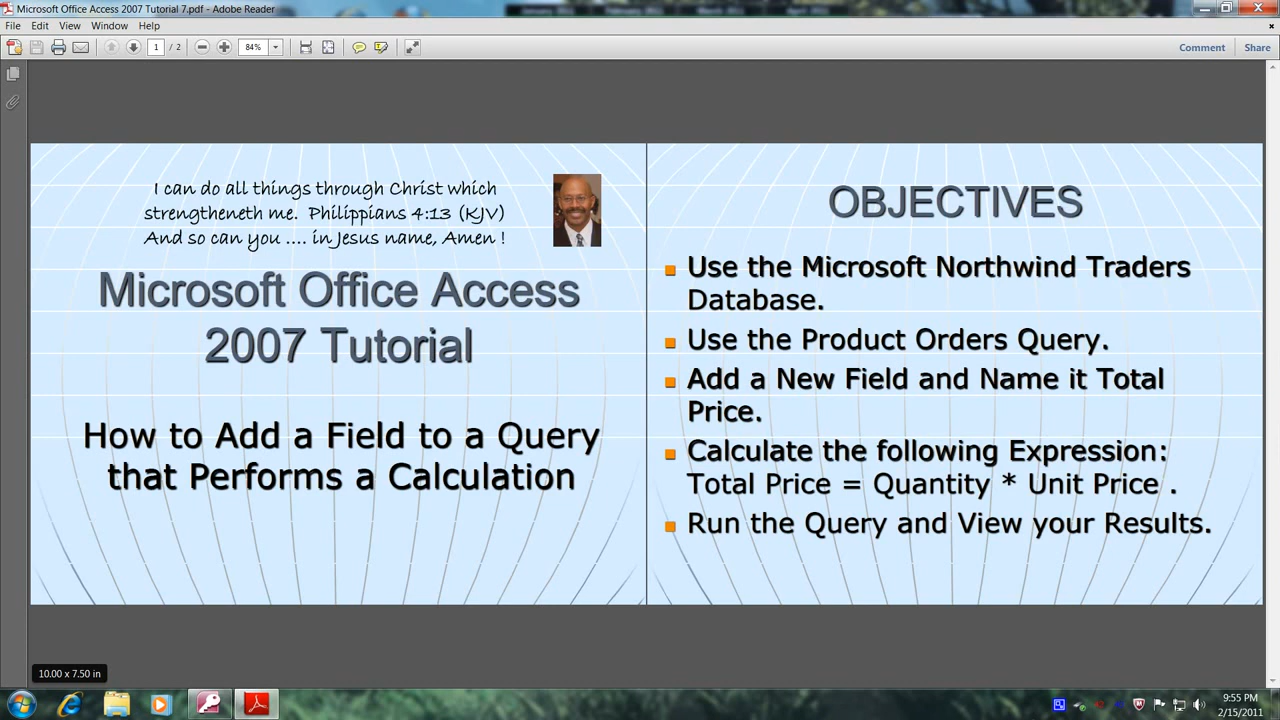 Microsoft Office Access 2007 Tutorial 7.pdf - Adobe Reader
File Edit View Window Help
1 / 2 84% Comment Share
I can do all things through Christ which
strengtheneth me. Philippians 4:13 (KJV)
And so can you .... in Jesus name, Amen !
Microsoft Office Access
2007 Tutorial
How to Add a Field to a Query
that Performs a Calculation
OBJECTIVES
Use the Microsoft Northwind Traders
Database.
Use the Product Orders Query.
Add a New Field and Name it Total
Price.
Calculate the following Expression:
Total Price = Quantity * Unit Price .
Run the Query and View your Results.
10.00 x 7.50 in
9:55 PM
2/15/2011